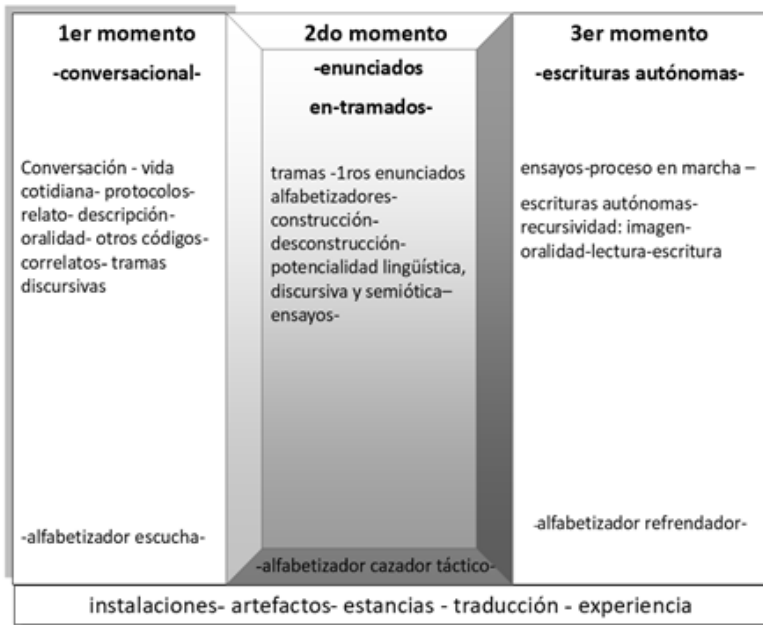 1er momento
-conversacional-
Conversación - vida
cotidiana- protocolos-
relato- descripción-
oralidad- otros códigos-
correlatos- tramas
discursivas
-alfabetizador escucha-
2do momento
-enunciados
en-tramados-
tramas -1ros enunciados
alfabetizadores-
construcción-
desconstrucción-
potencialidad lingüística,
discursiva y semiótica–
ensayos-
-alfabetizador cazador táctico-
3er momento
-escrituras autónomas-
ensayos-proceso en marcha –
escrituras autónomas-
recursividad: imagen-
oralidad-lectura-escritura
-alfabetizador refrendador-
instalaciones- artefactos- estancias - traducción - experiencia